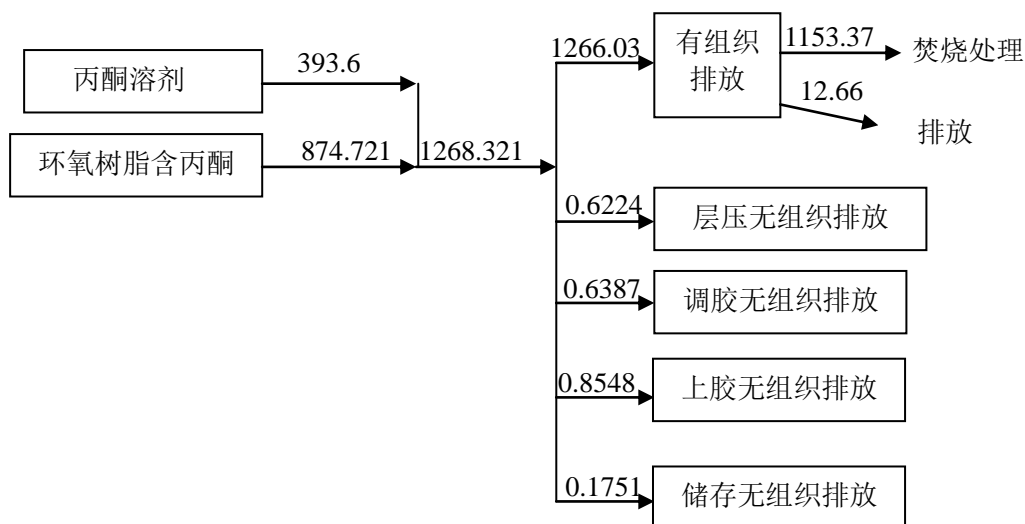 丙酮溶剂
393.6
环氧树脂含丙酮
874.721
1268.321
1266.03
有组织
排放
1153.37
焚烧处理
12.66
排放
0.6224
层压无组织排放
0.6387
调胶无组织排放
0.8548
上胶无组织排放
0.1751
储存无组织排放